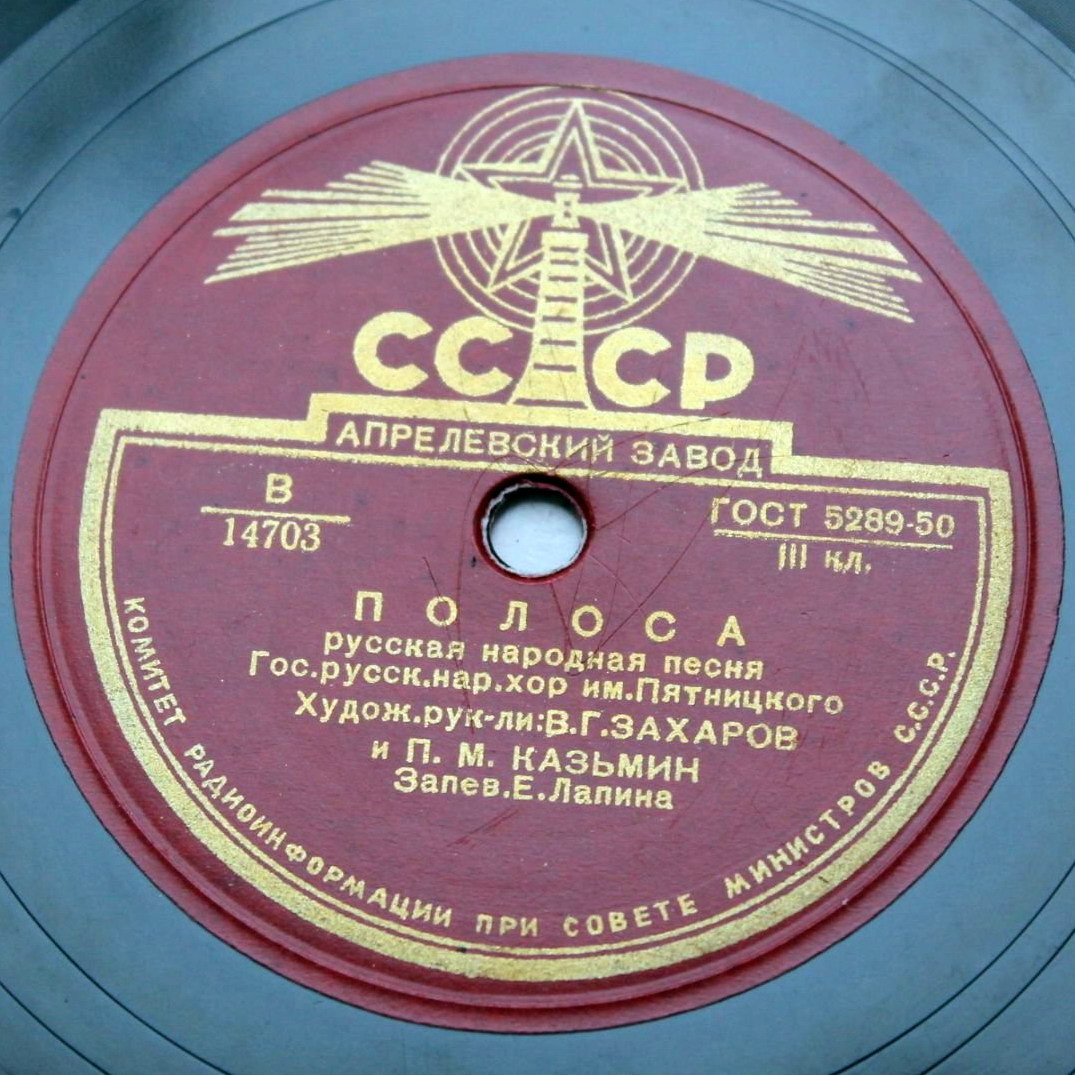 СССР
АПРЕЛЕВСКИЙ ЗАВОД
В
14703
ГОСТ 5289-50
III кл.
ПОЛОСА
русская народная песня
Гос.русск.нар.хор им.Пятницкого
Худож.рук-ли:В.Г.ЗАХАРОВ
и П. М. КАЗЬМИН
Запев.Е.Лапина
КОМИТЕТ РАДИОИНФОРМАЦИИ ПРИ СОВЕТЕ МИНИСТРОВ С.С.С.Р.